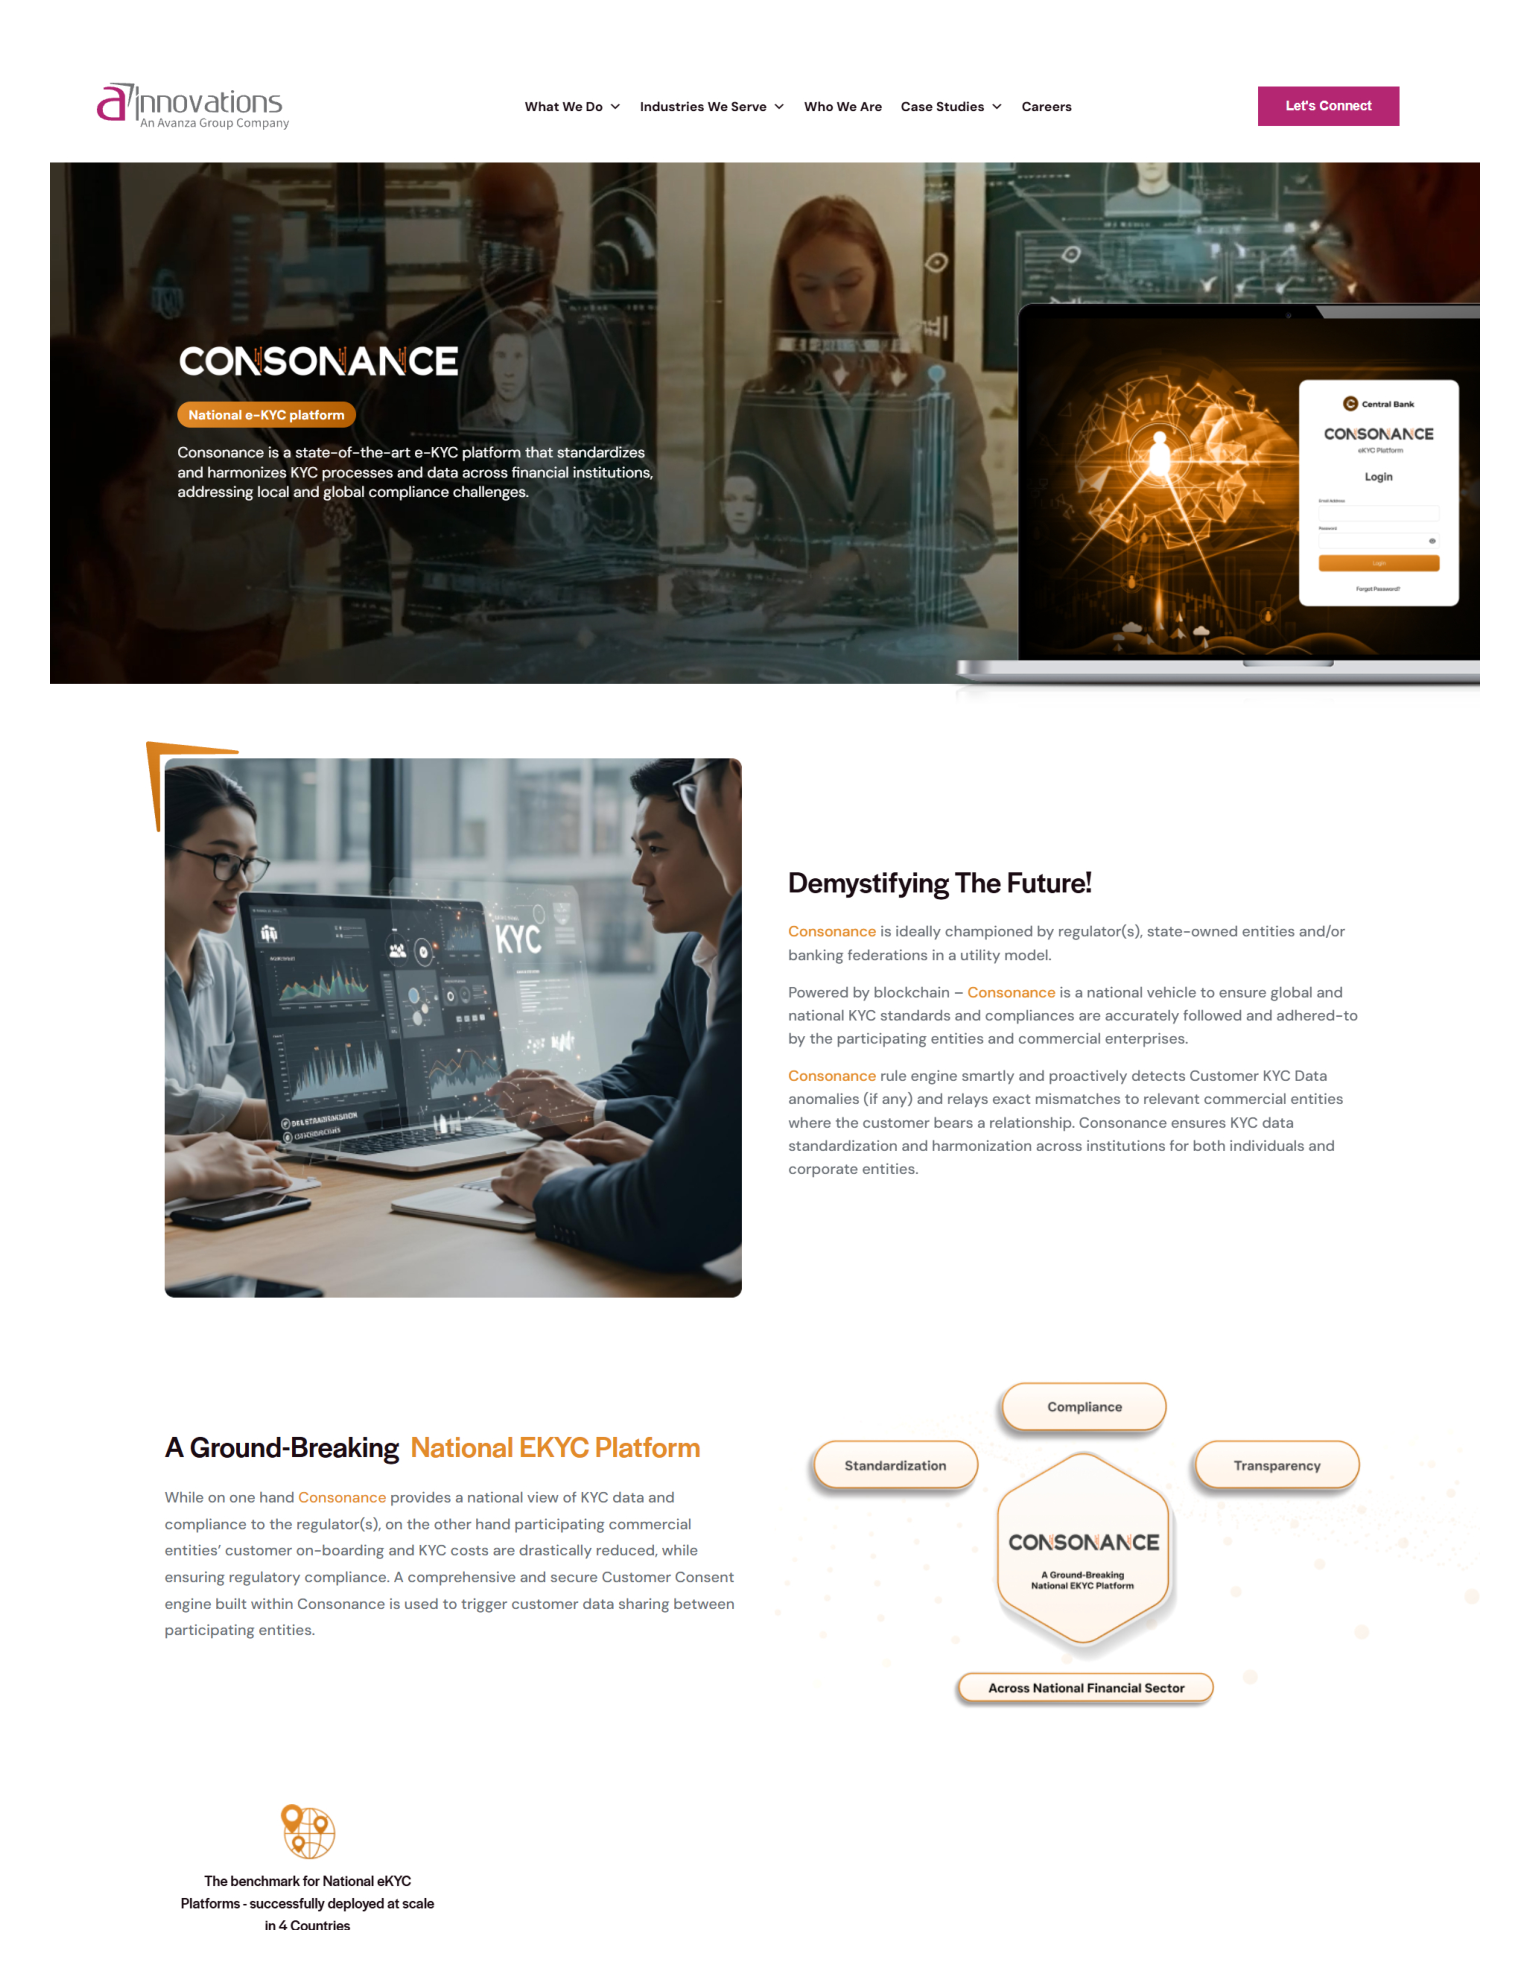 a innovations
An Avanza Group Company
What We Do
Industries We Serve
Who We Are
Case Studies
Careers
Let's Connect
CONSONANCE
National e-KYC platform
Consonance is a state-of-the-art e-KYC platform that standardizes
and harmonizes KYC processes and data across financial institutions,
addressing local and global compliance challenges.
Central Bank
CONSONANCE
eKYC Platform
Login
Email Address
Password
Login
Forgot Password?
KYC
Demystifying The Future!
Consonance is ideally championed by regulator(s), state-owned entities and/or
banking federations in a utility model.
Powered by blockchain – Consonance is a national vehicle to ensure global and
national KYC standards and compliances are accurately followed and adhered-to
by the participating entities and commercial enterprises.
Consonance rule engine smartly and proactively detects Customer KYC Data
anomalies (if any) and relays exact mismatches to relevant commercial entities
where the customer bears a relationship. Consonance ensures KYC data
standardization and harmonization across institutions for both individuals and
corporate entities.
A Ground-Breaking National EKYC Platform
While on one hand Consonance provides a national view of KYC data and
compliance to the regulator(s), on the other hand participating commercial
entities’ customer on-boarding and KYC costs are drastically reduced, while
ensuring regulatory compliance. A comprehensive and secure Customer Consent
engine built within Consonance is used to trigger customer data sharing between
participating entities.
Compliance
Standardization
Transparency
CONSONANCE
A Ground-Breaking
National EKYC Platform
Across National Financial Sector
The benchmark for National eKYC
Platforms - successfully deployed at scale
in 4 Countries